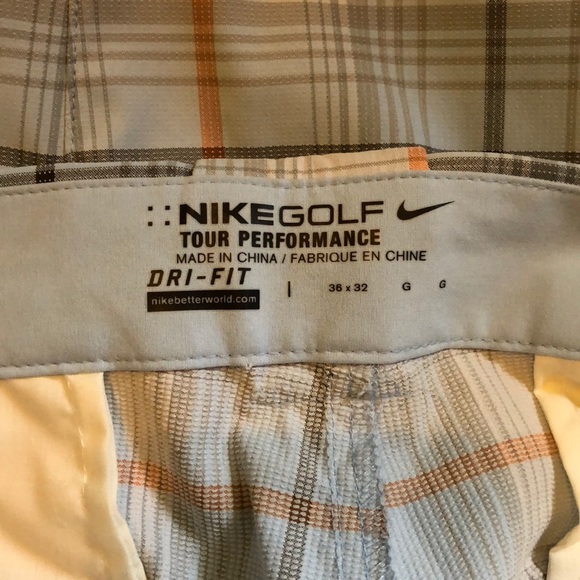 NIKEGOLF
TOUR PERFORMANCE
MADE IN CHINA / FABRIQUE EN CHINE
DRI-FIT
nikebetterworld.com
| 36 x 32 G G